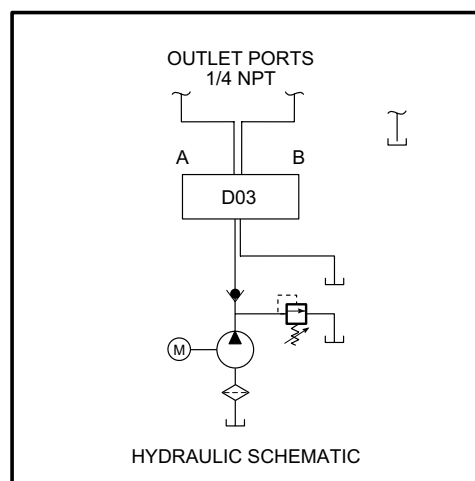 OUTLET PORTS
1/4 NPT
A B
D03
M
HYDRAULIC SCHEMATIC